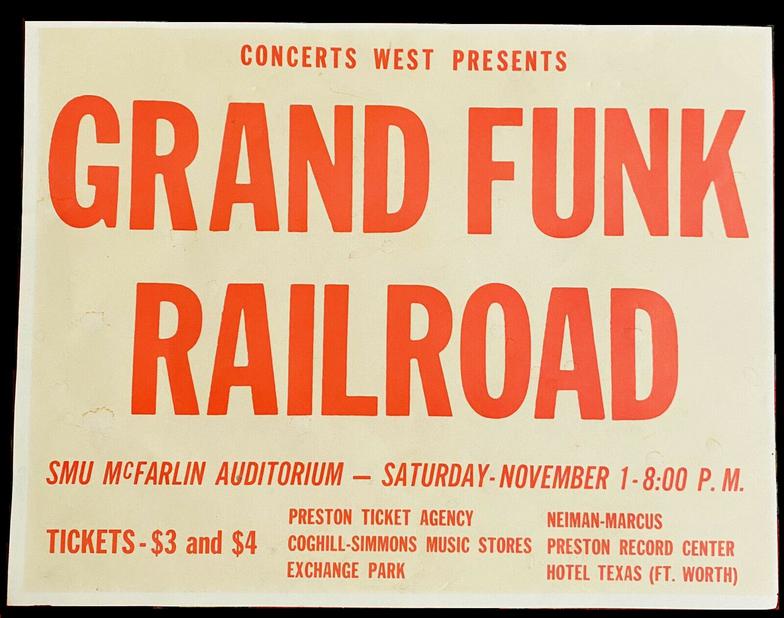 CONCERTS WEST PRESENTS
GRAND FUNK
RAILROAD
SMU McFARLIN AUDITORIUM — SATURDAY-NOVEMBER 1-8:00 P.M.
TICKETS-$3 and $4
PRESTON TICKET AGENCY
COGHILL-SIMMONS MUSIC STORES
EXCHANGE PARK
NEIMAN-MARCUS
PRESTON RECORD CENTER
HOTEL TEXAS (FT. WORTH)